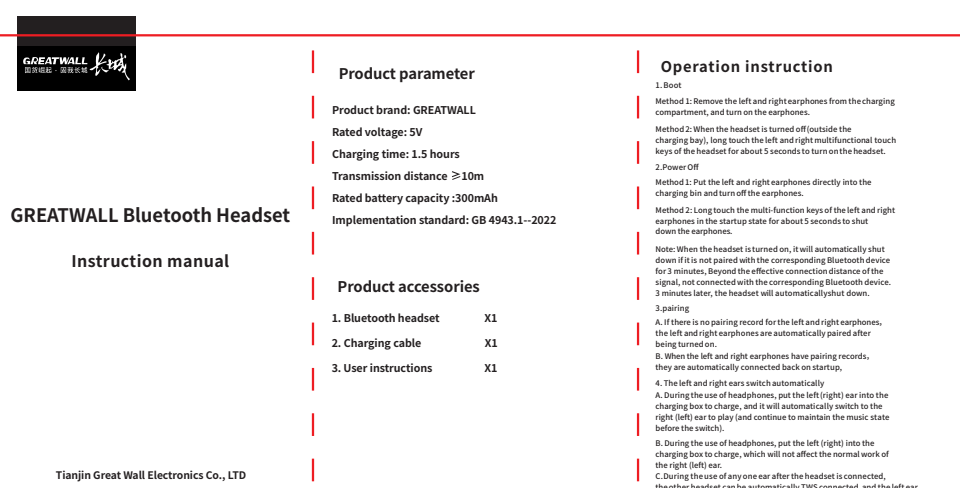 GREATWALL 长城
国货崛起·固我长城
GREATWALL Bluetooth Headset
Instruction manual
Tianjin Great Wall Electronics Co., LTD
Product parameter
Product brand: GREATWALL
Rated voltage: 5V
Charging time: 1.5 hours
Transmission distance ≥10m
Rated battery capacity :300mAh
Implementation standard: GB 4943.1--2022
Product accessories
1. Bluetooth headset X1
2. Charging cable X1
3. User instructions X1
Operation instruction
1. Boot
Method 1: Remove the left and right earphones from the charging
compartment, and turn on the earphones.
Method 2: When the headset is turned off (outside the
charging bay), long touch the left and right multifunctional touch
keys of the headset for about 5 seconds to turn on the headset.
2.Power Off
Method 1: Put the left and right earphones directly into the
charging bin and turn off the earphones.
Method 2: Long touch the multi-function keys of the left and right
earphones in the startup state for about 5 seconds to shut
down the earphones.
Note: When the headset is turned on, it will automatically shut
down if it is not paired with the corresponding Bluetooth device
for 3 minutes, Beyond the effective connection distance of the
signal, not connected with the corresponding Bluetooth device.
3 minutes later, the headset will automaticallyshut down.
3.pairing
A. If there is no pairing record for the left and right earphones,
the left and right earphones are automatically paired after
being turned on.
B. When the left and right earphones have pairing records,
they are automatically connected back on startup,
4. The left and right ears switch automatically
A. During the use of headphones, put the left (right) ear into the
charging box to charge, and it will automatically switch to the
right (left) ear to play (and continue to maintain the music state
before the switch).
B. During the use of headphones, put the left (right) into the
charging box to charge, which will not affect the normal work of
the right (left) ear.
C.During the use of any one ear after the headset is connected,
the other headset can be automatically TWS connected, and the left ear